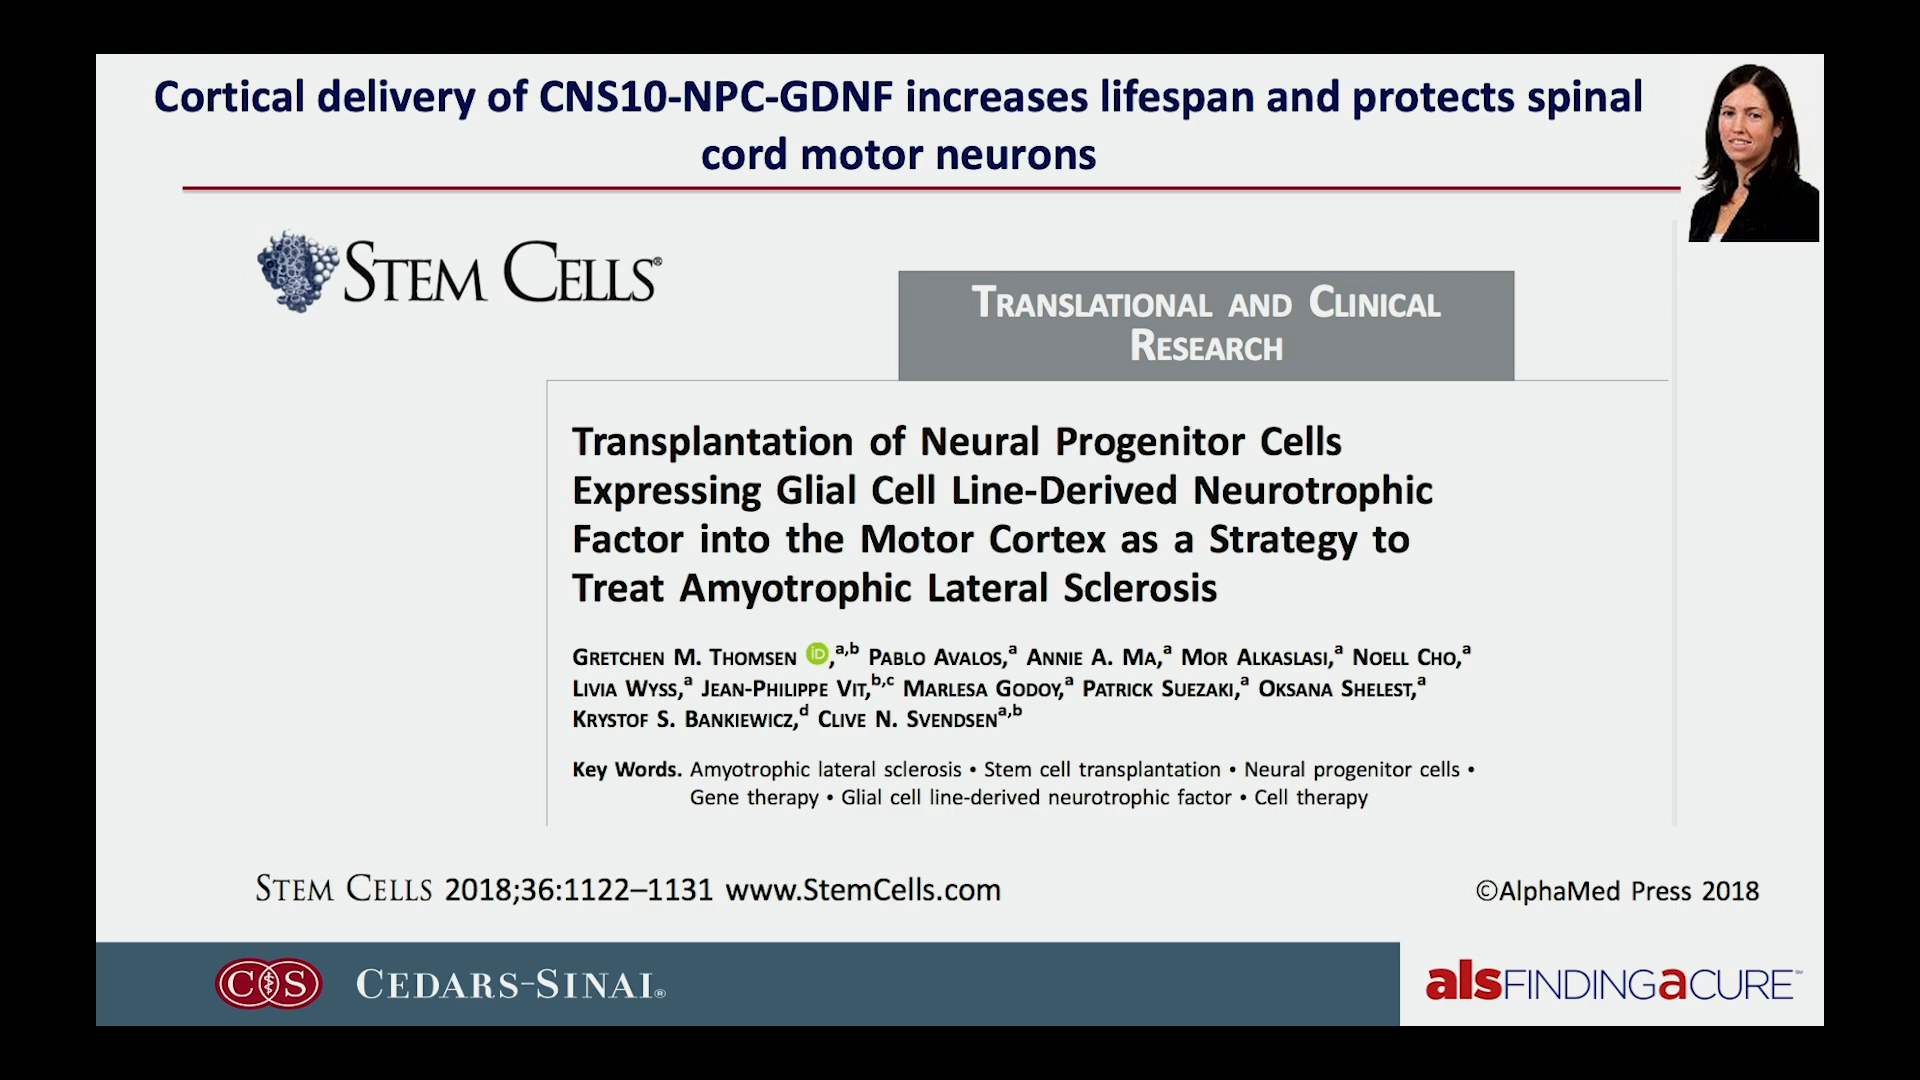 Cortical delivery of CNS10-NPC-GDNF increases lifespan and protects spinal
cord motor neurons
STEM CELLS®
TRANSLATIONAL AND CLINICAL
RESEARCH
Transplantation of Neural Progenitor Cells
Expressing Glial Cell Line-Derived Neurotrophic
Factor into the Motor Cortex as a Strategy to
Treat Amyotrophic Lateral Sclerosis
GRETCHEN M. THOMSEN iD,a,b PABLO AVALOS,a ANNIE A. MA,a MOR ALKASLASI,a NOELL CHO,a
LIVIA WYSS,a JEAN-PHILIPPE VIT,b,c MARLESA GODOY,a PATRICK SUEZAKI,a OKSANA SHELEST,a
KRYSTOF S. BANKIEWICZ,d CLIVE N. SVENDSENa,b
Key Words. Amyotrophic lateral sclerosis • Stem cell transplantation • Neural progenitor cells •
Gene therapy • Glial cell line-derived neurotrophic factor • Cell therapy
STEM CELLS 2018;36:1122–1131 www.StemCells.com
©AlphaMed Press 2018
CS CEDARS-SINAI®
alsFINDINGaCURE℠